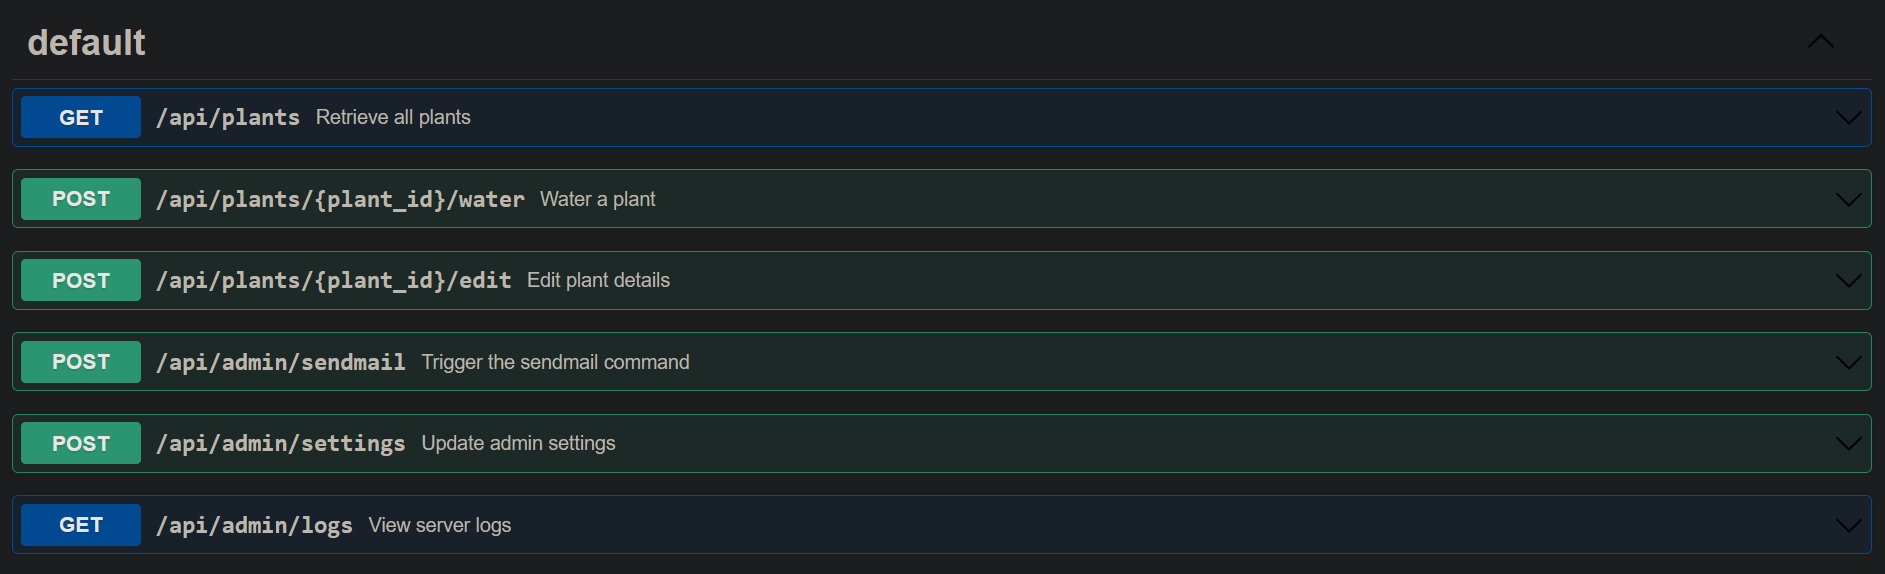 default
GET /api/plants Retrieve all plants
POST /api/plants/{plant_id}/water Water a plant
POST /api/plants/{plant_id}/edit Edit plant details
POST /api/admin/sendmail Trigger the sendmail command
POST /api/admin/settings Update admin settings
GET /api/admin/logs View server logs